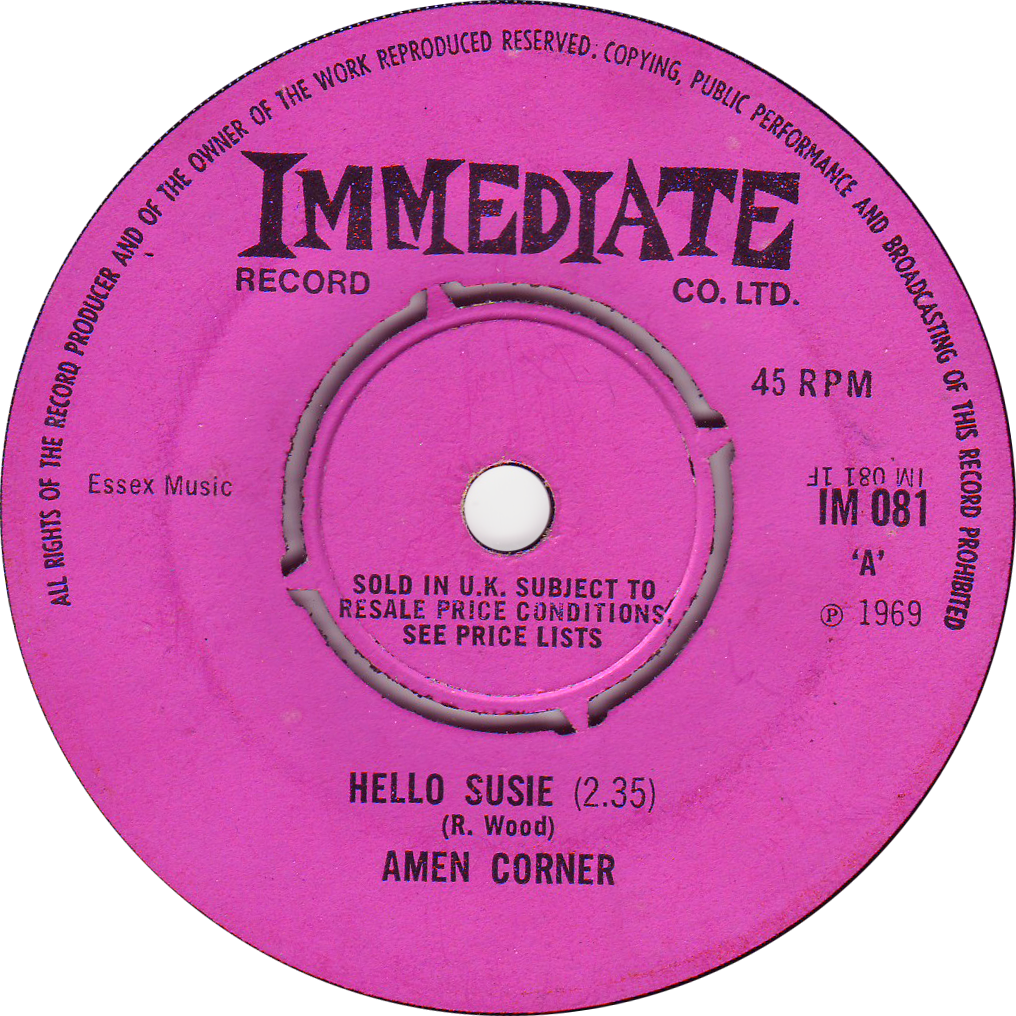 ALL RIGHTS OF THE RECORD PRODUCER AND OF THE OWNER OF THE WORK REPRODUCED RESERVED. COPYING, PUBLIC PERFORMANCE AND BROADCASTING OF THIS RECORD PROHIBITED
IMMEDIATE
RECORD CO. LTD.
45 RPM
Essex Music
IM 081 1F
IM 081
'A'
℗ 1969
SOLD IN U.K. SUBJECT TO
RESALE PRICE CONDITIONS,
SEE PRICE LISTS
HELLO SUSIE (2.35)
(R. Wood)
AMEN CORNER